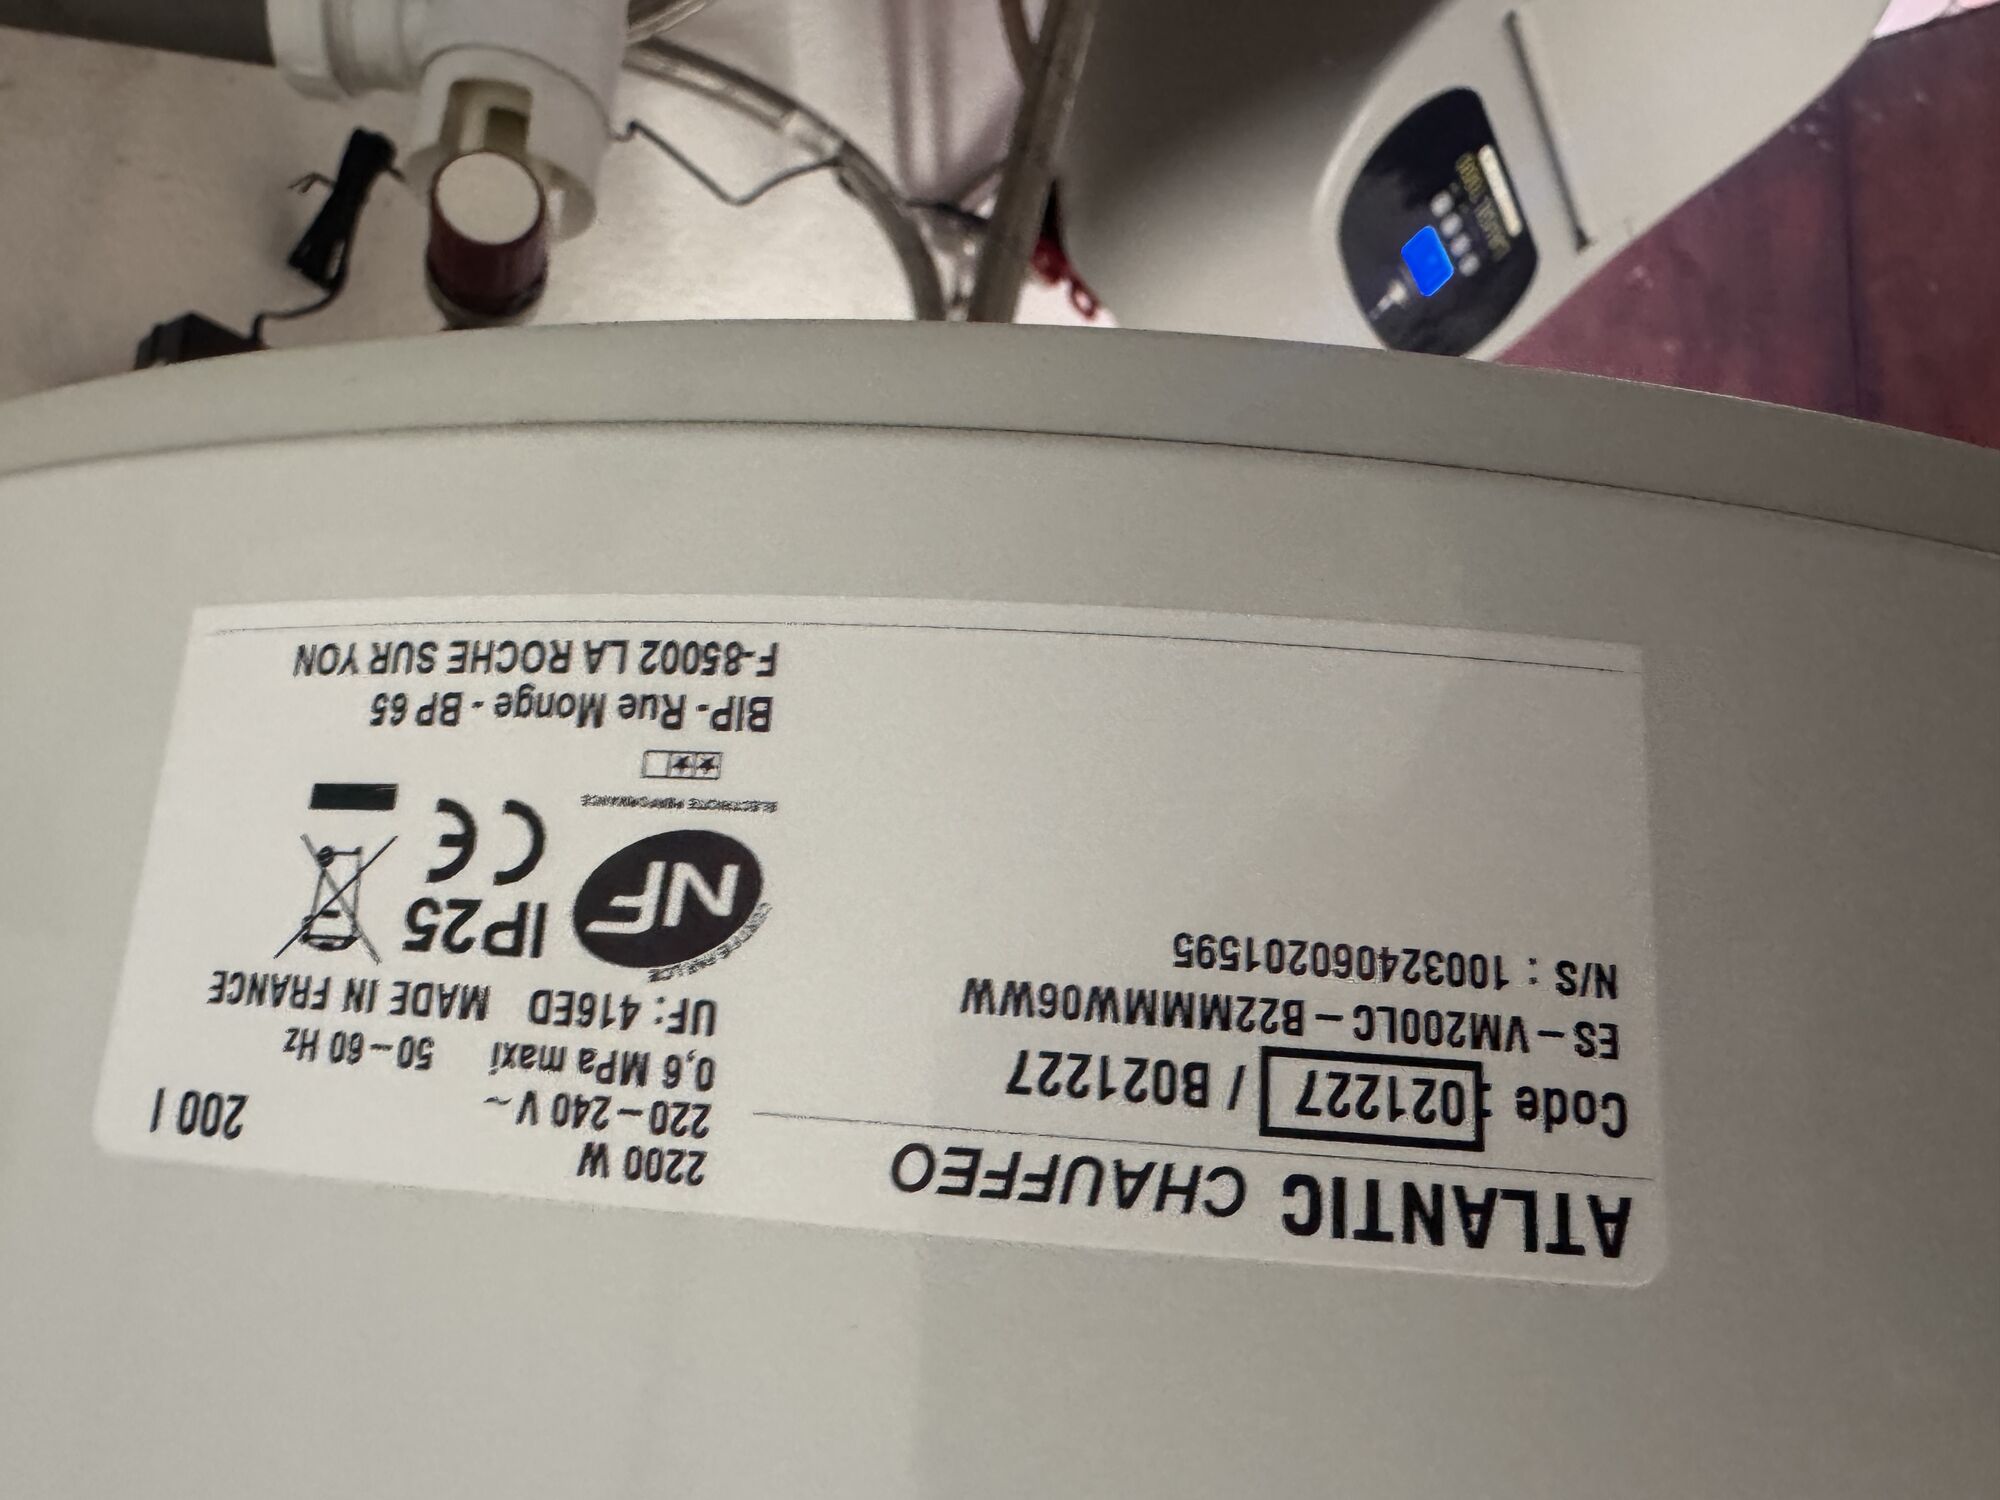 ATLANTIC CHAUFFEO
Code : 021227 / B021227
ES – VM200LC – B22MMMW06WW
N/S : 100324060201595
2200 W 200 l
220 – 240 V ~
0,6 MPa maxi 50 – 60 Hz
UF: 416ED MADE IN FRANCE
NF IP25
CE
ELECTRICITE PERFORMANCE
BIP- Rue Monge - BP 65
F-85002 LA ROCHE SUR YON